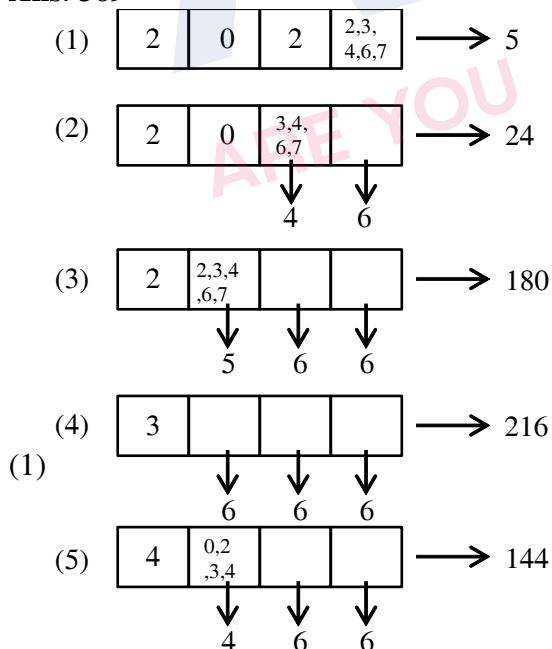 (1) 2 0 2 2,3, 4,6,7 → 5
(2) 2 0 3,4, 6,7 → 24
4 6
(3) 2 2,3,4 ,6,7 → 180
5 6 6
(4) 3 → 216
(1)
6 6 6
(5) 4 0,2 ,3,4 → 144
4 6 6
ARE YOU